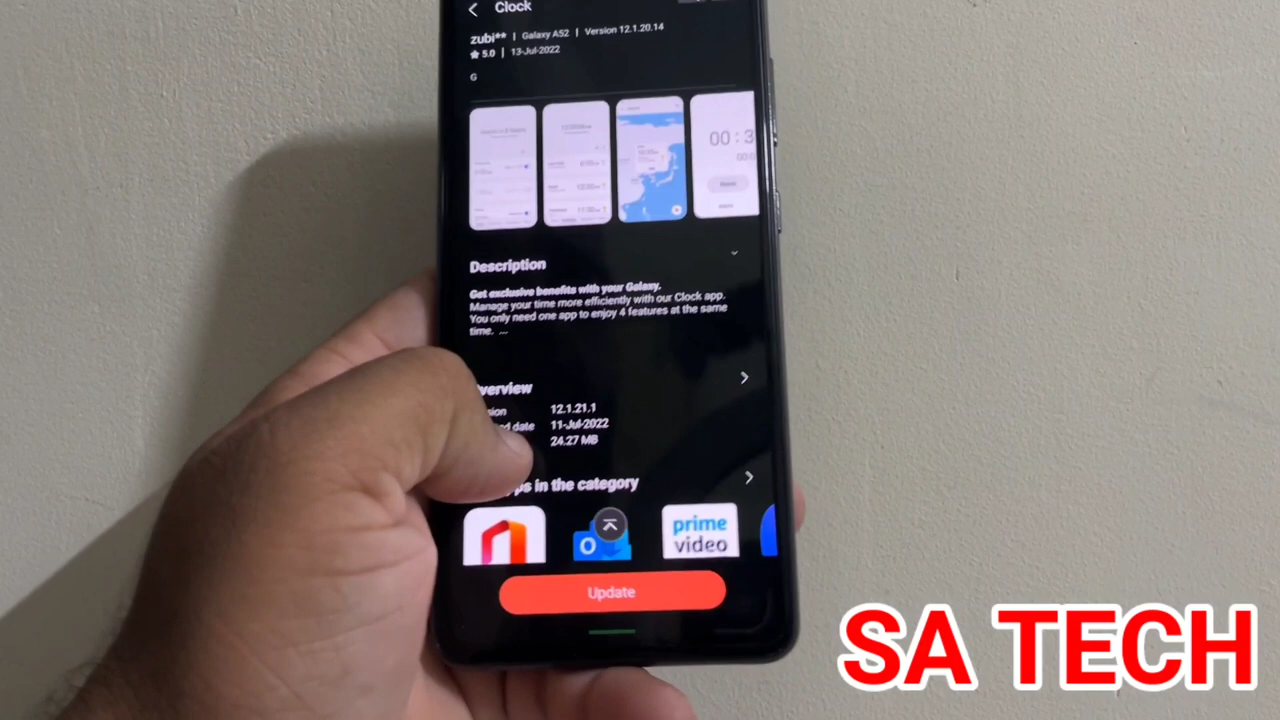 Clock
zubi** | Galaxy A52 | Version 12.1.20.14
★ 5.0 | 13-Jul-2022
G
00:3
Description
Get exclusive benefits with your Galaxy.
Manage your time more efficiently with our Clock app.
You only need one app to enjoy 4 features at the same
time. ...
verview
sion 12.1.21.1
d date 11-Jul-2022
24.27 MB
ps in the category
prime
video
Update
SA TECH